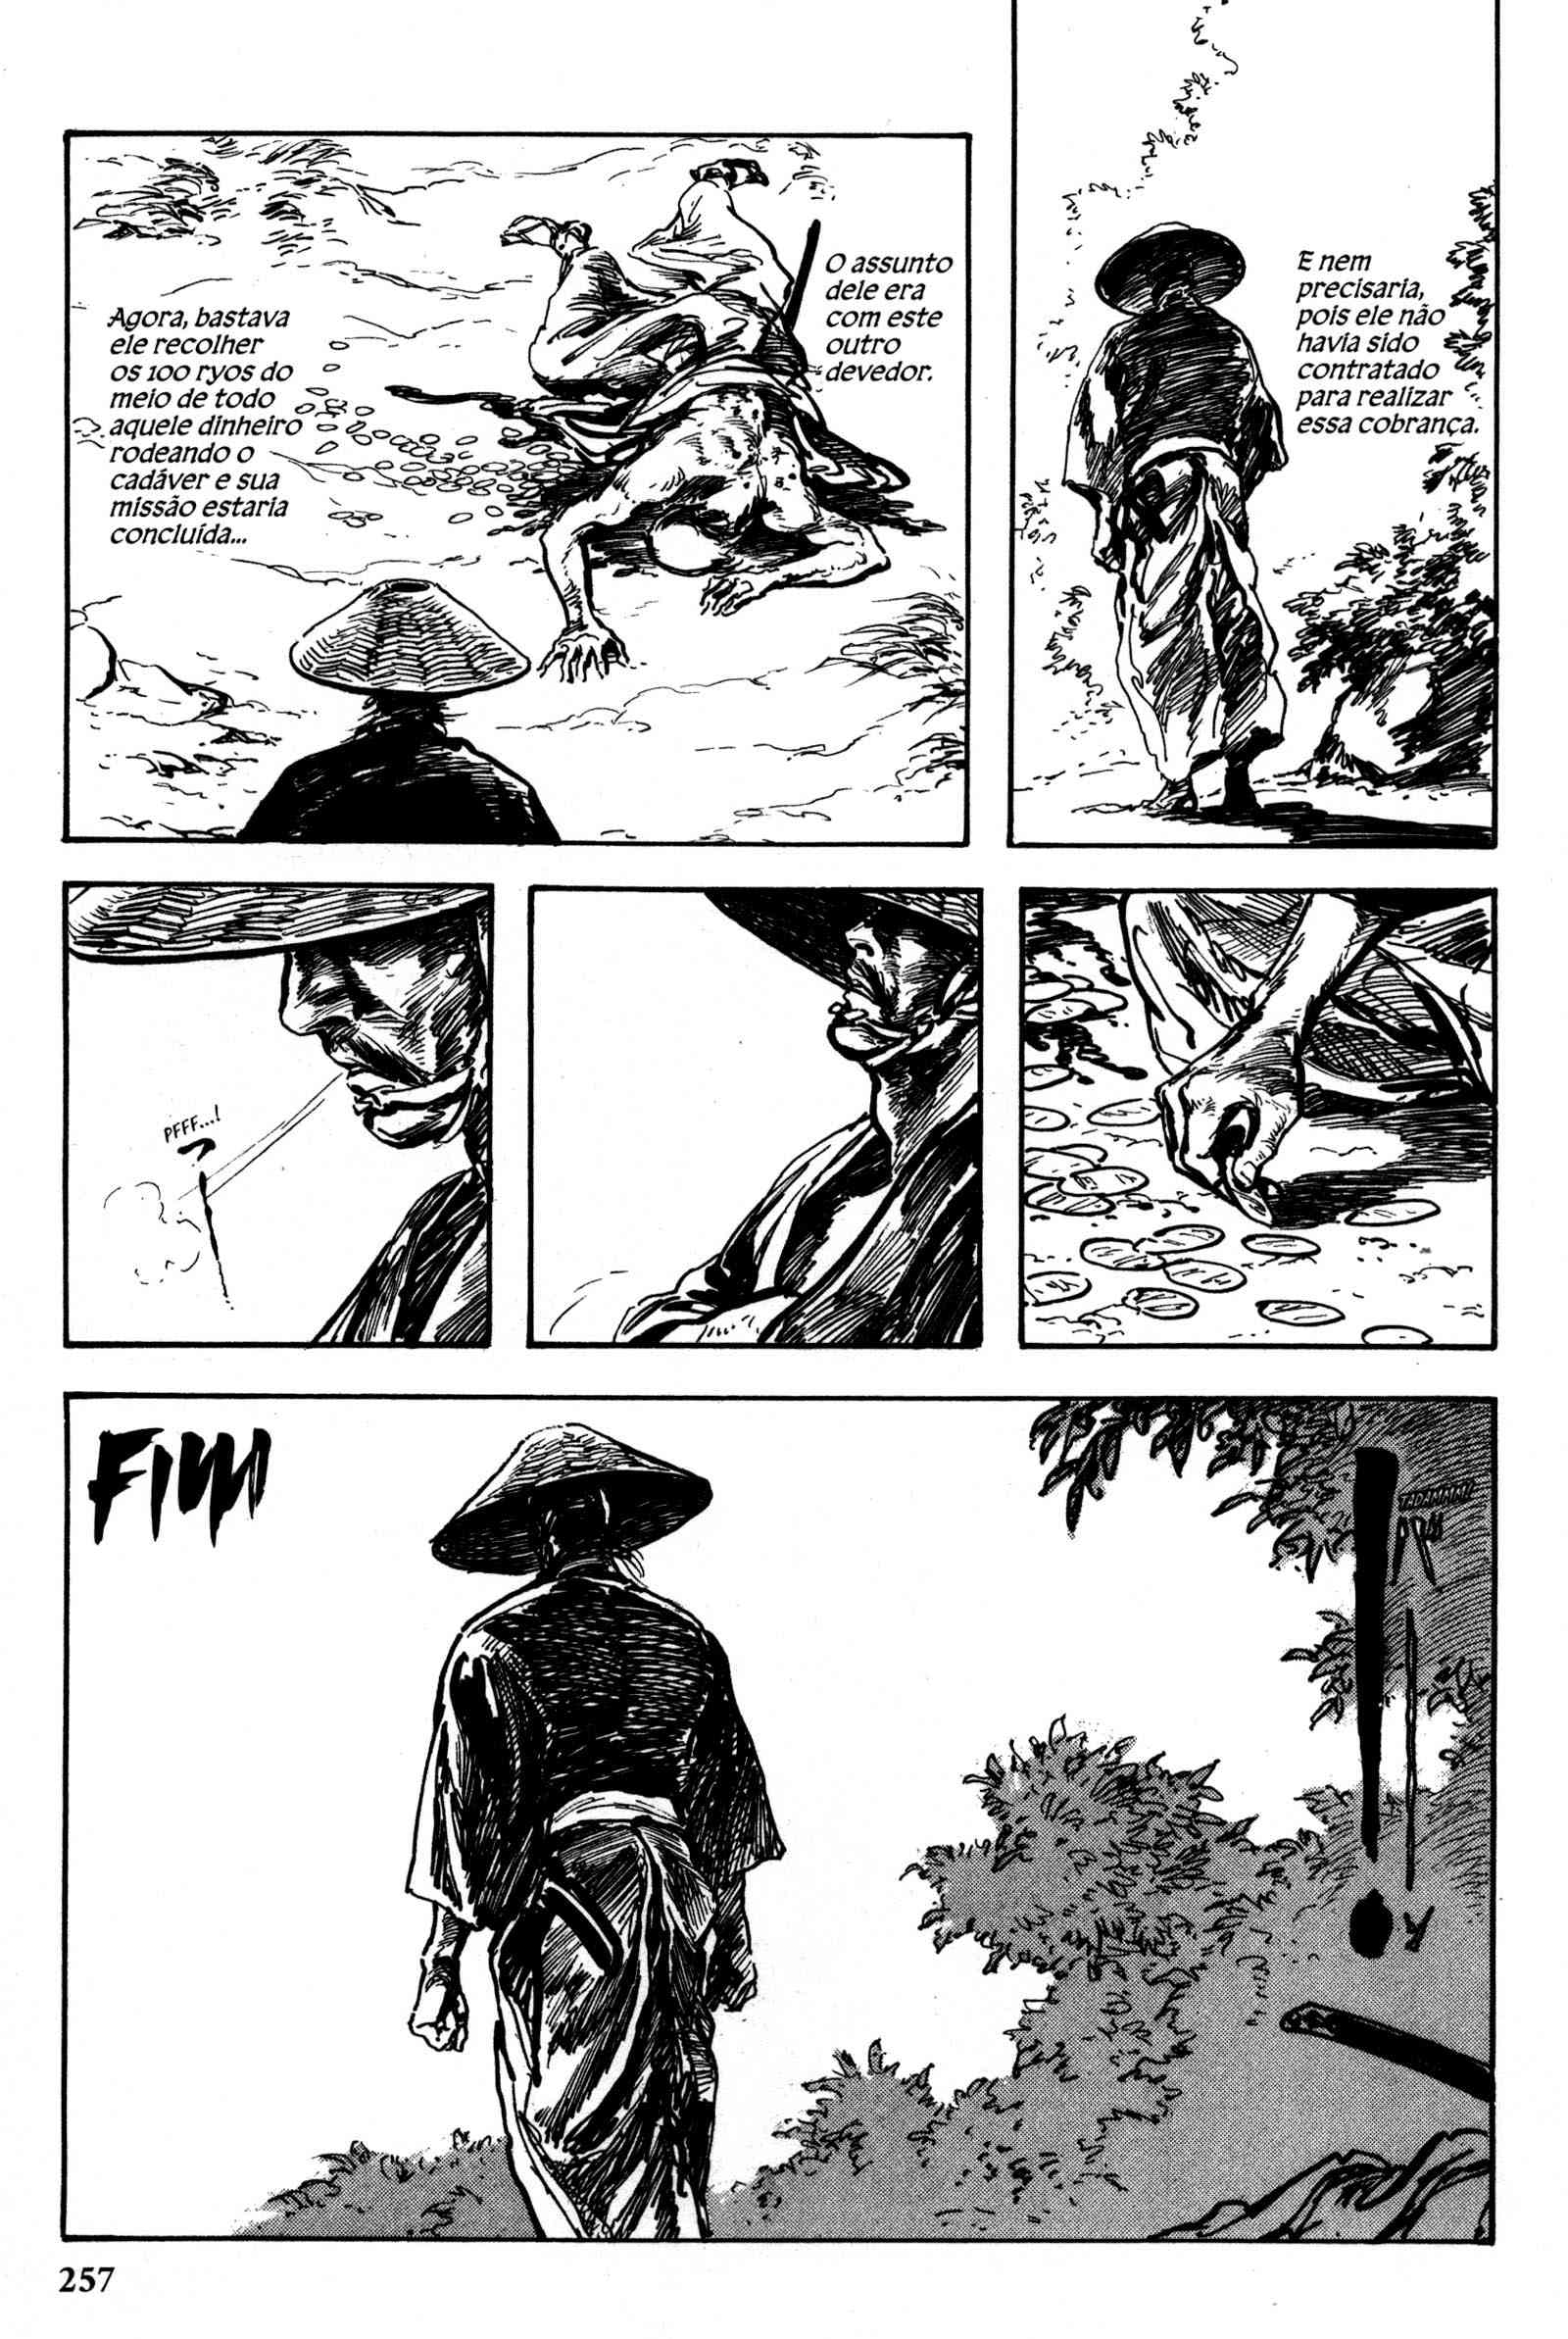 E nem
precisaria,
pois ele não
havia sido
contratado
para realizar
essa cobrança.
O assunto
dele era
com este
outro
devedor.
Agora, bastava
ele recolher
os 100 ryos do
meio de todo
aquele dinheiro
rodeando o
cadáver e sua
missão estaria
concluída...
PFFF...!
FIM
257